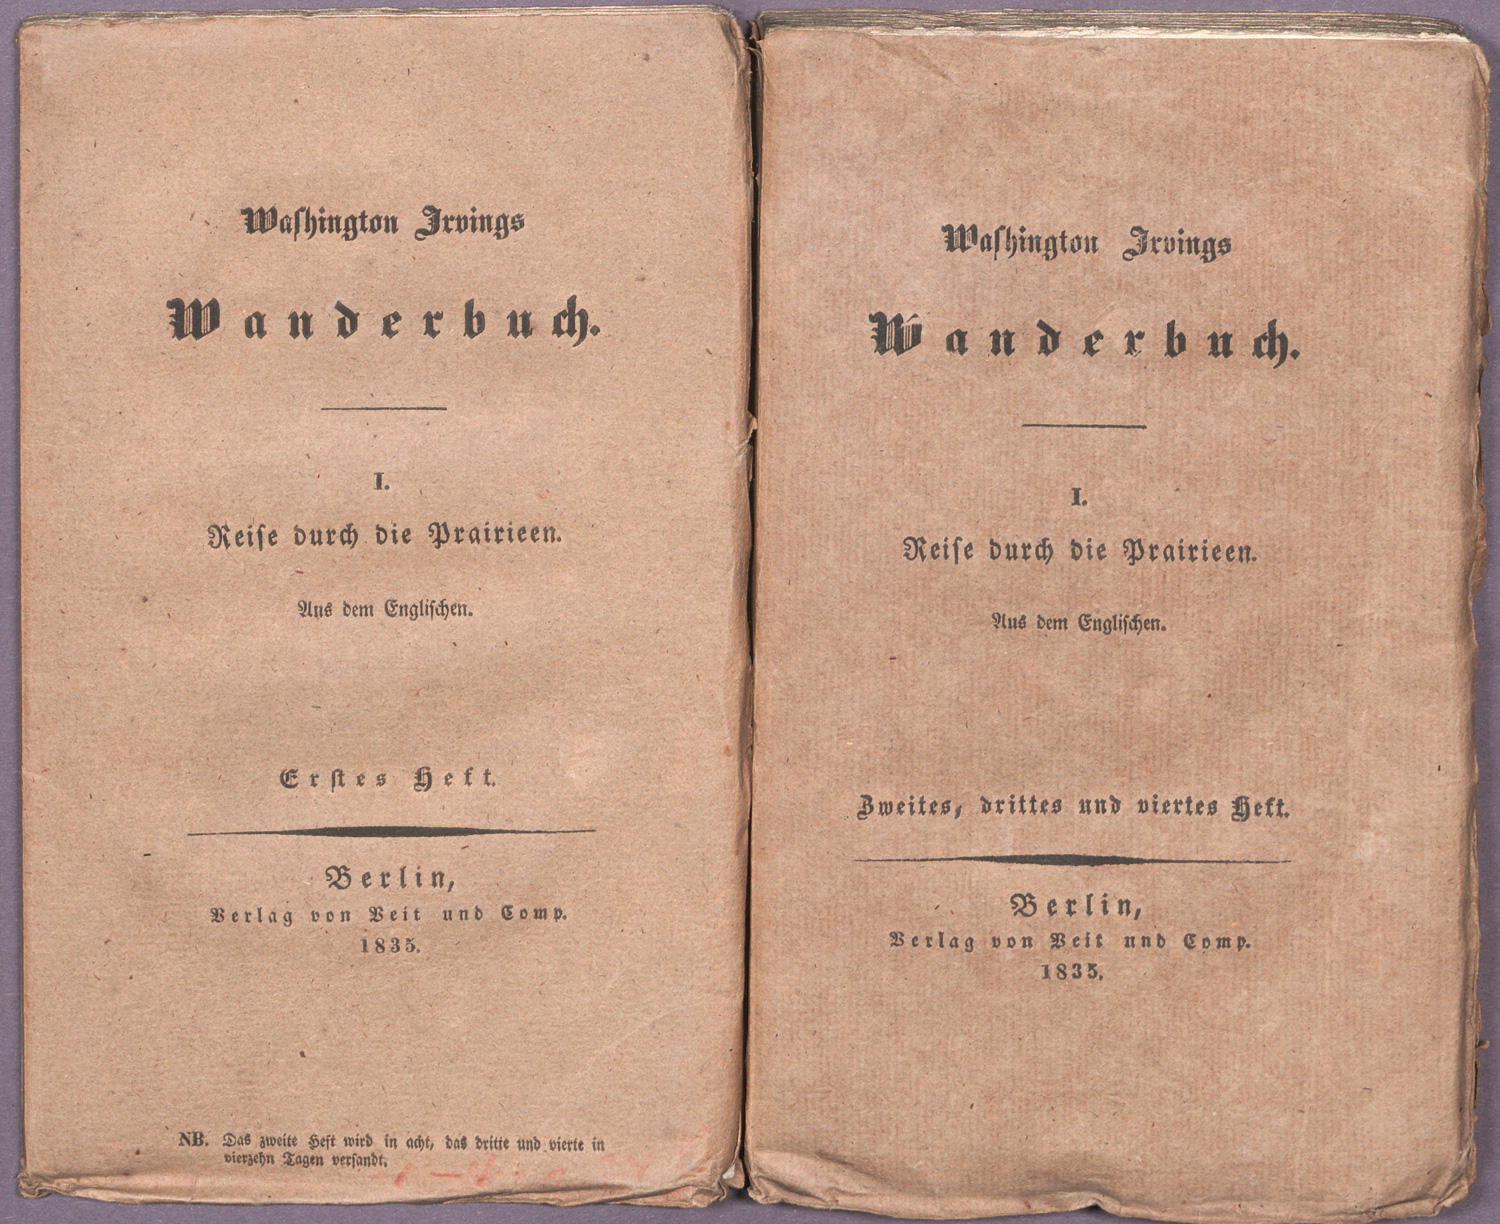 Waſhington Irvings
Wanderbuch.
I.
Reiſe durch die Prairieen.
Aus dem Engliſchen.
Erſtes Heft.
Berlin,
Verlag von Veit und Comp.
1835.
NB. Das zweite Heft wird in acht, das dritte und vierte in
vierzehn Tagen verſandt.
Waſhington Irvings
Wanderbuch.
I.
Reiſe durch die Prairieen.
Aus dem Engliſchen.
Zweites, drittes und viertes Heft.
Berlin,
Verlag von Veit nnd Comp.
1835.